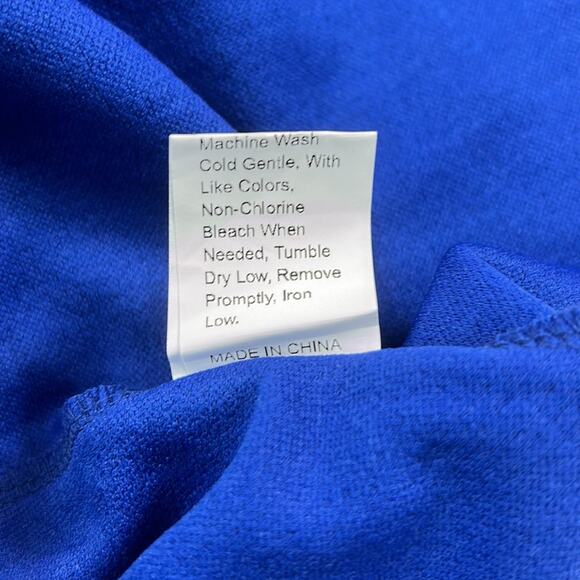 Machine Wash
Cold Gentle, With
Like Colors,
Non-Chlorine
Bleach When
Needed, Tumble
Dry Low, Remove
Promptly, Iron
Low.
MADE IN CHINA